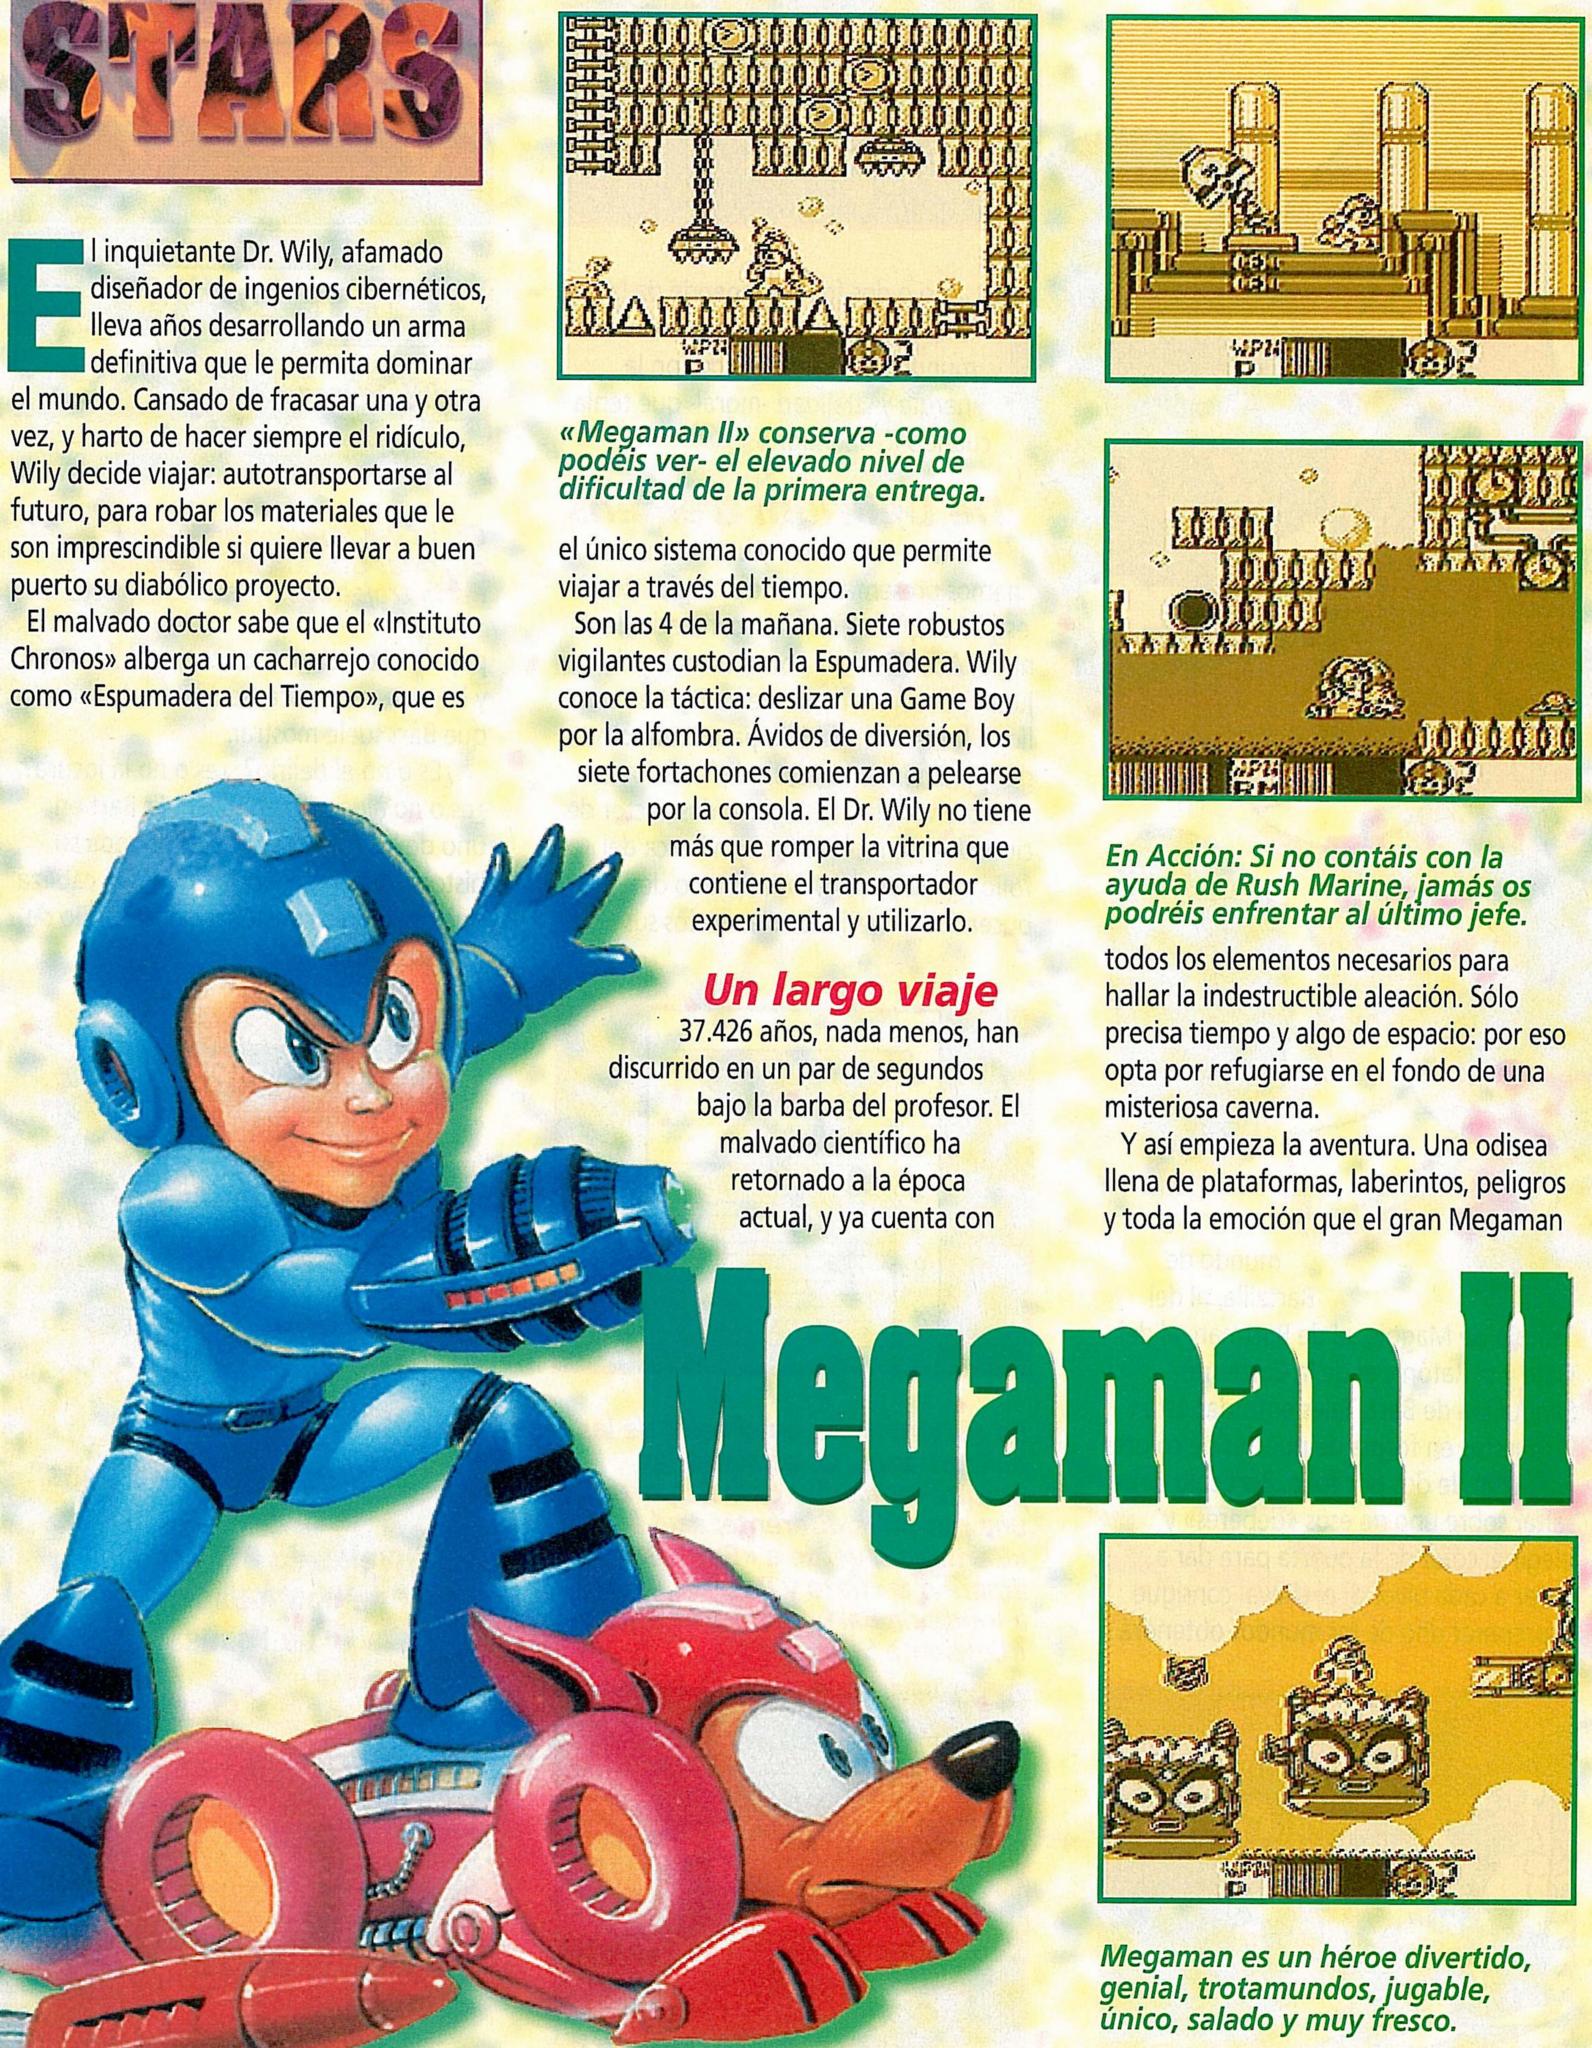 STARS
El inquietante Dr. Wily, afamado
diseñador de ingenios cibernéticos,
lleva años desarrollando un arma
definitiva que le permita dominar
el mundo. Cansado de fracasar una y otra
vez, y harto de hacer siempre el ridículo,
Wily decide viajar: autotransportarse al
futuro, para robar los materiales que le
son imprescindible si quiere llevar a buen
puerto su diabólico proyecto.
El malvado doctor sabe que el «Instituto
Chronos» alberga un cacharrejo conocido
como «Espumadera del Tiempo», que es
«Megaman II» conserva -como
podéis ver- el elevado nivel de
dificultad de la primera entrega.
el único sistema conocido que permite
viajar a través del tiempo.
Son las 4 de la mañana. Siete robustos
vigilantes custodian la Espumadera. Wily
conoce la táctica: deslizar una Game Boy
por la alfombra. Ávidos de diversión, los
siete fortachones comienzan a pelearse
por la consola. El Dr. Wily no tiene
más que romper la vitrina que
contiene el transportador
experimental y utilizarlo.
Un largo viaje
37.426 años, nada menos, han
discurrido en un par de segundos
bajo la barba del profesor. El
malvado científico ha
retornado a la época
actual, y ya cuenta con
En Acción: Si no contáis con la
ayuda de Rush Marine, jamás os
podréis enfrentar al último jefe.
todos los elementos necesarios para
hallar la indestructible aleación. Sólo
precisa tiempo y algo de espacio: por eso
opta por refugiarse en el fondo de una
misteriosa caverna.
Y así empieza la aventura. Una odisea
llena de plataformas, laberintos, peligros
y toda la emoción que el gran Megaman
Megaman II
Megaman es un héroe divertido,
genial, trotamundos, jugable,
único, salado y muy fresco.